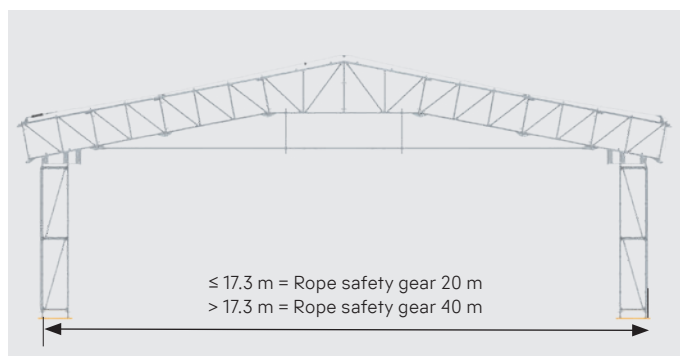 ≤ 17.3 m = Rope safety gear 20 m
> 17.3 m = Rope safety gear 40 m